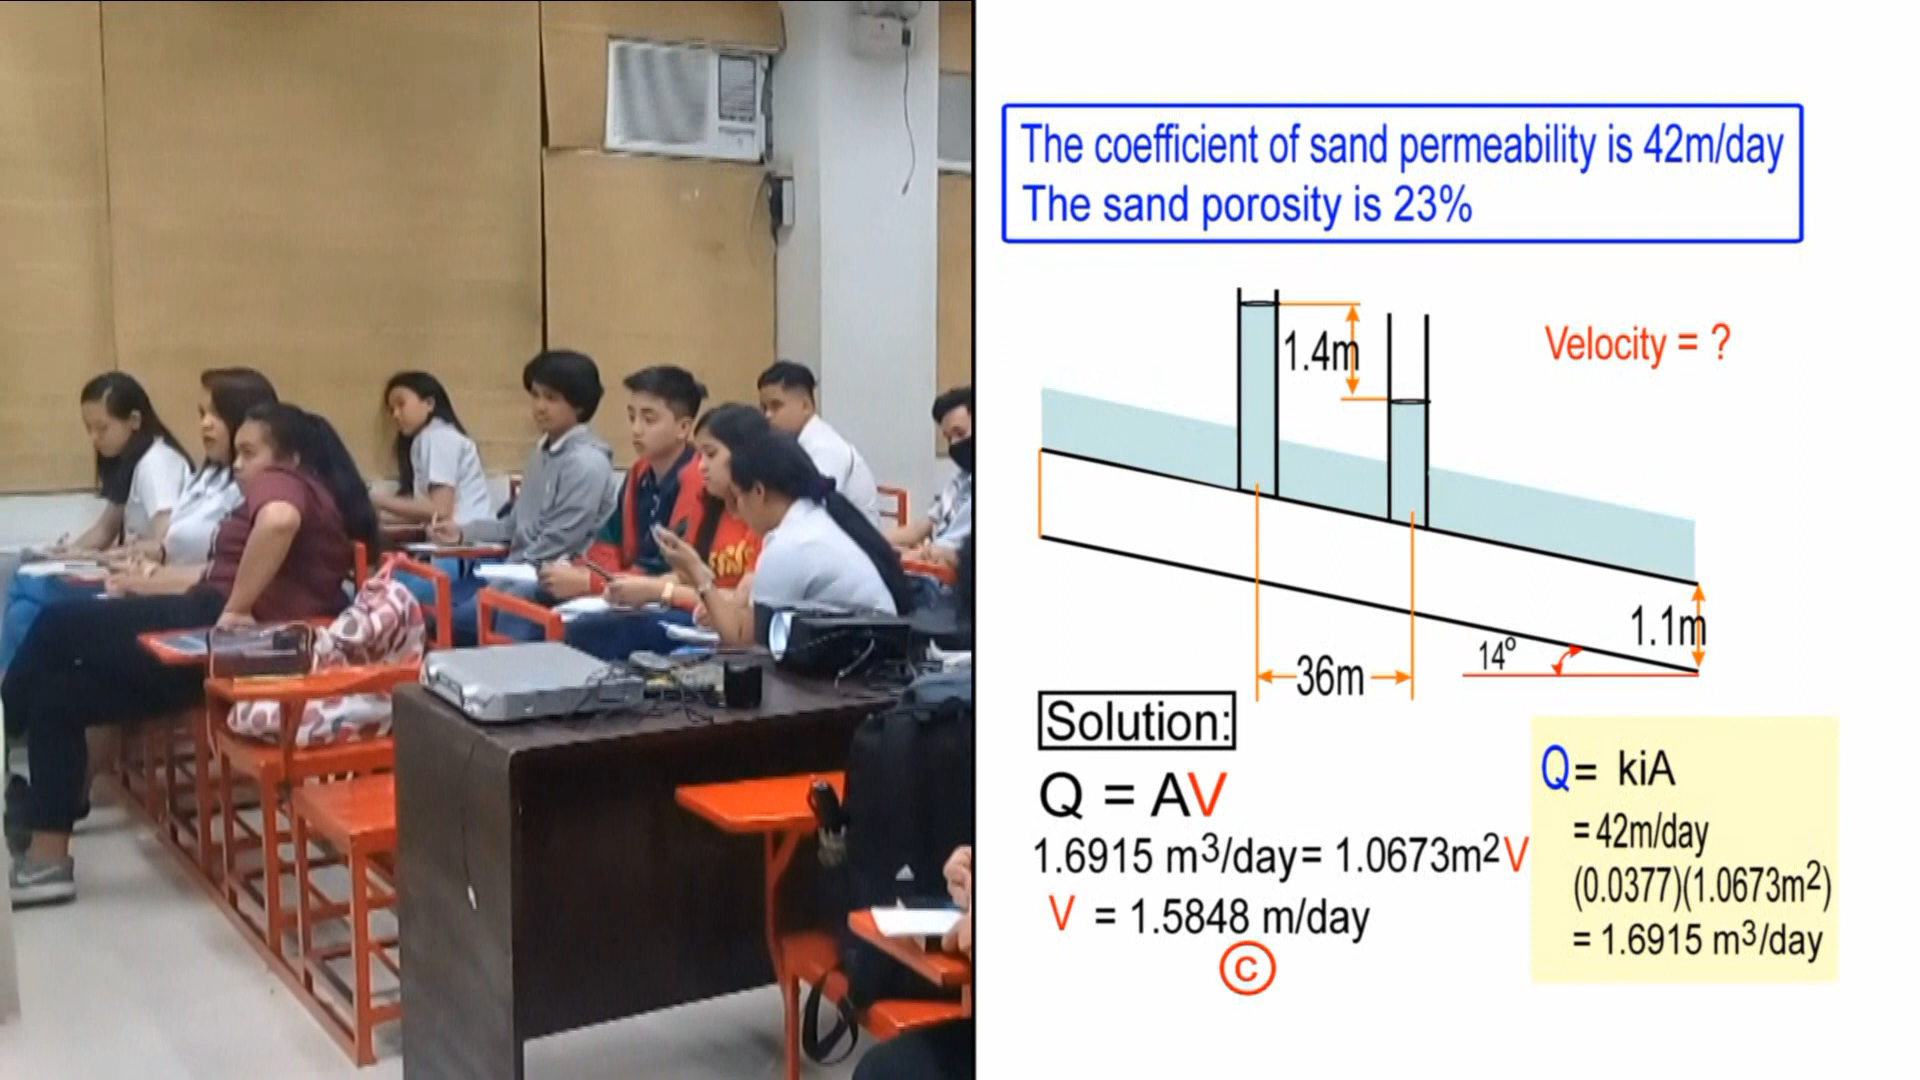 The coefficient of sand permeability is 42m/day
The sand porosity is 23%
1.4m
Velocity = ?
1.1m
14°
36m
Solution:
Q = AV
1.6915 m³/day= 1.0673m² V
V = 1.5848 m/day
C
Q= kiA
= 42m/day
(0.0377)(1.0673m²)
= 1.6915 m³/day